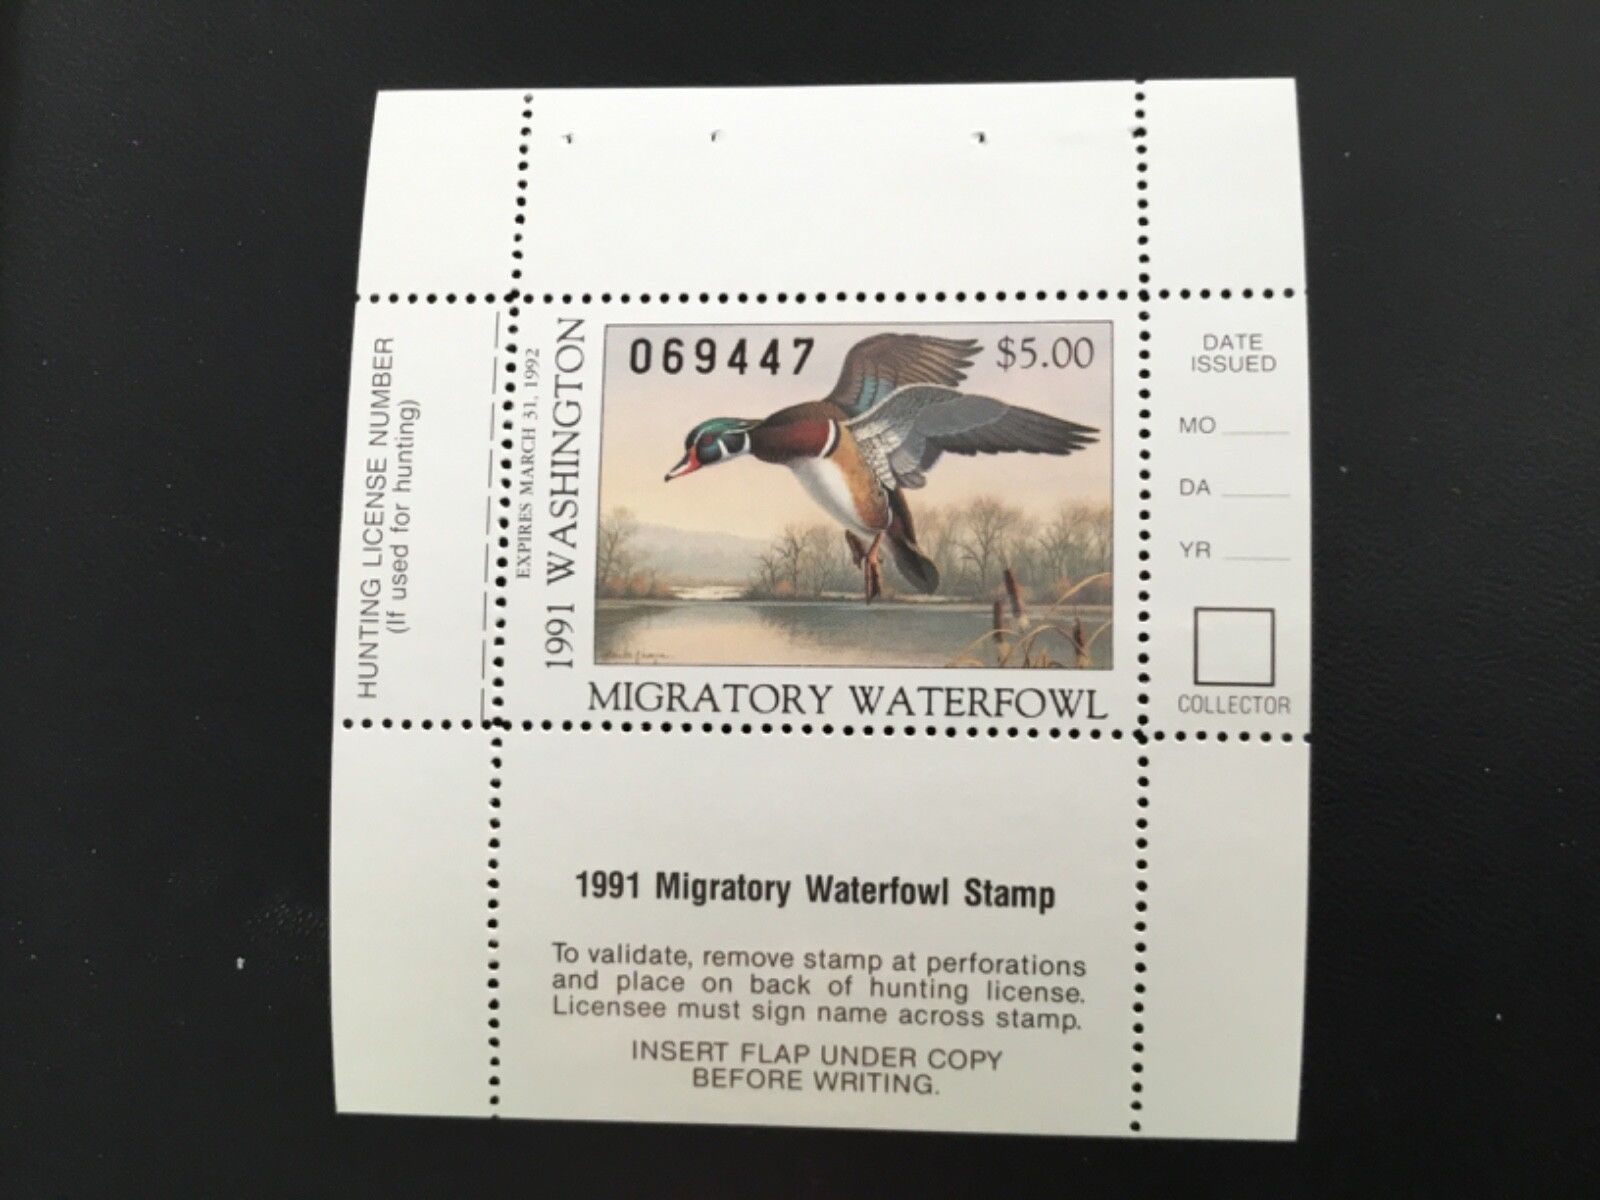 HUNTING LICENSE NUMBER
(If used for hunting)
EXPIRES MARCH 31, 1992
1991 WASHINGTON
069447
$5.00
MIGRATORY WATERFOWL
DATE
ISSUED
MO
DA
YR
COLLECTOR
1991 Migratory Waterfowl Stamp
To validate, remove stamp at perforations
and place on back of hunting license.
Licensee must sign name across stamp.
INSERT FLAP UNDER COPY
BEFORE WRITING.